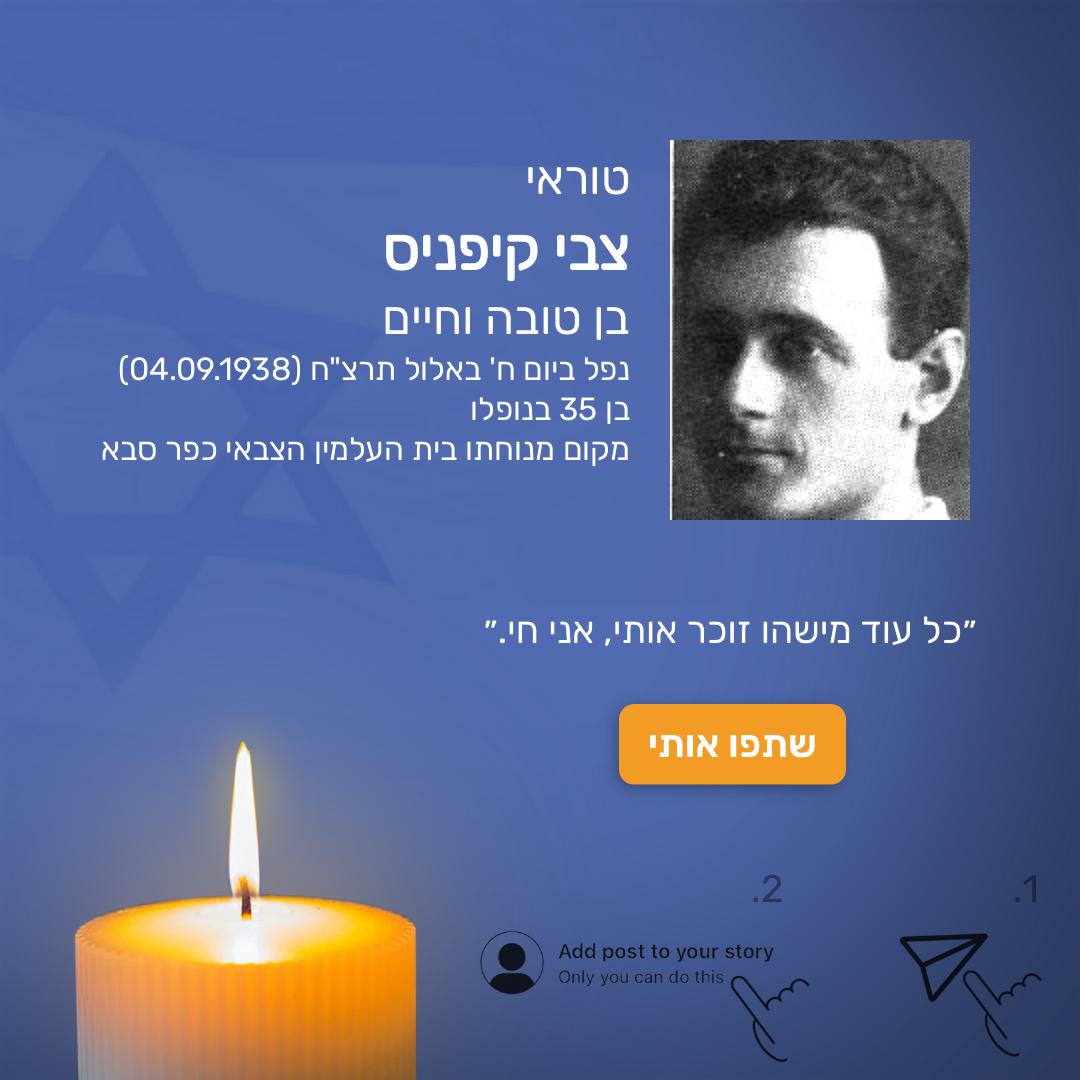 טוראי
צבי קיפניס
בן טובה וחיים
נפל ביום ח' באלול תרצ"ח (04.09.1938)
בן 35 בנופלו
מקום מנוחתו בית העלמין הצבאי כפר סבא
״כל עוד מישהו זוכר אותי, אני חי.״
שתפו אותי
1.
2.
Add post to your story
Only you can do this